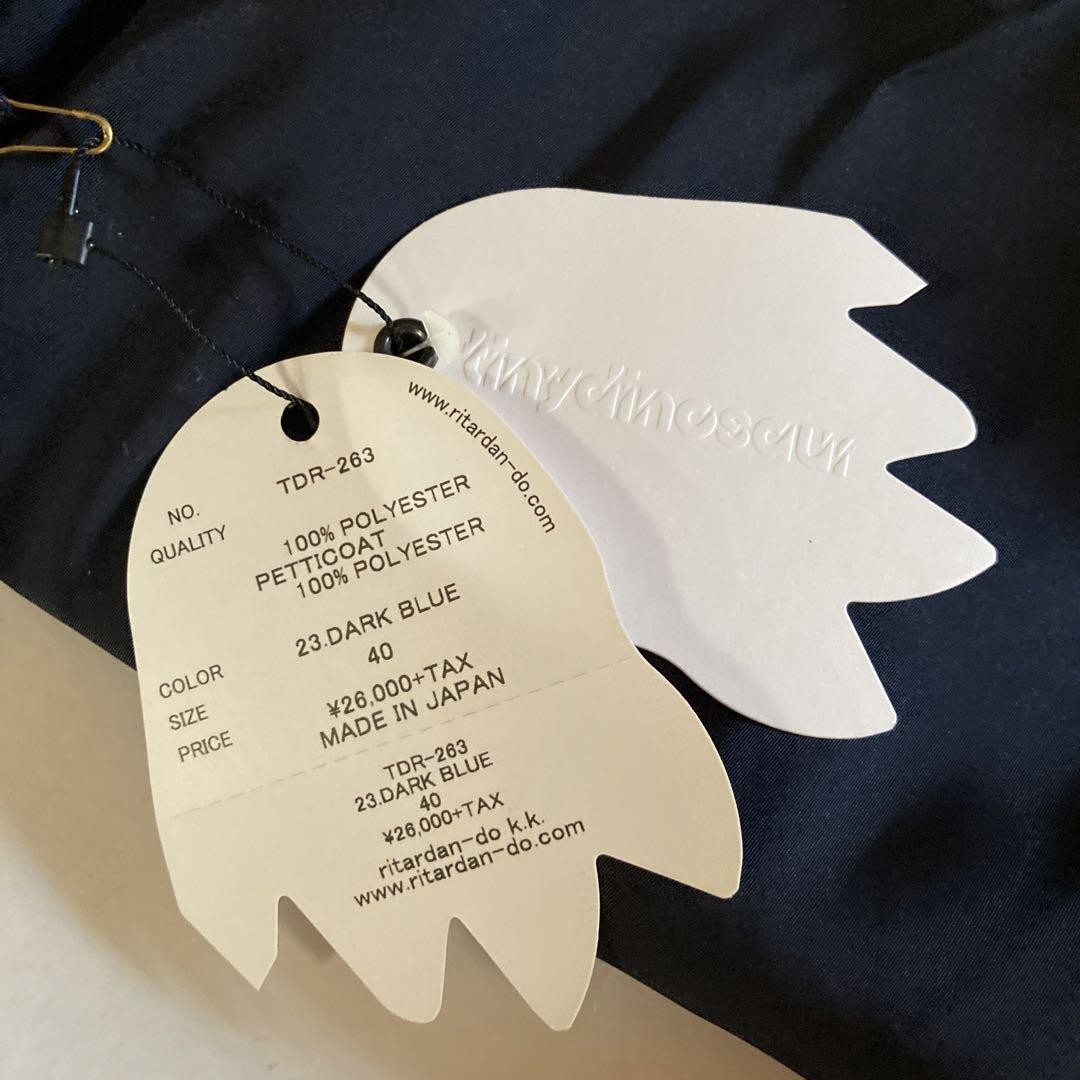 tinydinosaur
www.ritardan-do.com
NO. TDR-263
QUALITY 100% POLYESTER
PETTICOAT
100% POLYESTER
COLOR 23.DARK BLUE
SIZE 40
PRICE ¥26,000+TAX
MADE IN JAPAN
TDR-263
23.DARK BLUE
40
¥26,000+TAX
ritardan-do k.k.
www.ritardan-do.com